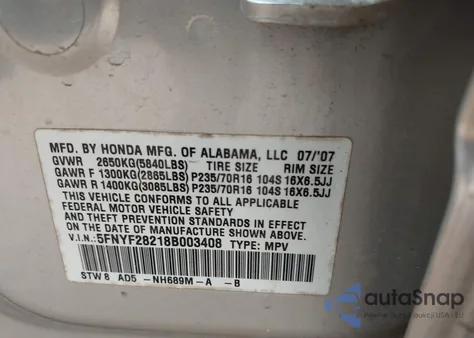 MFD. BY HONDA MFG. OF ALABAMA, LLC 07/'07
GVWR 2650KG(5840LBS) TIRE SIZE RIM SIZE
GAWR F 1300KG(2865LBS) P235/70R16 104S 16X6.5JJ
GAWR R 1400KG(3085LBS) P235/70R16 104S 16X6.5JJ
THIS VEHICLE CONFORMS TO ALL APPLICABLE
FEDERAL MOTOR VEHICLE SAFETY
AND THEFT PREVENTION STANDARDS IN EFFECT
ON THE DATE OF MANUFACTURE SHOWN ABOVE.
V.I.N.: 5FNYF28218B003408 TYPE: MPV
STW8 AD5 -NH689M-A -B
autaSnap